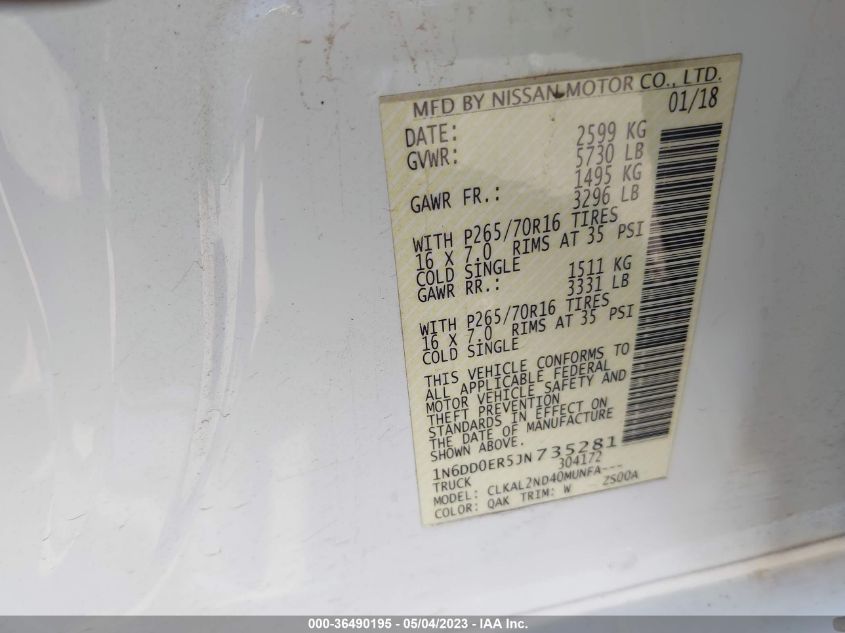 MFD BY NISSAN MOTOR CO., LTD.
DATE: 01/18
GVWR: 2599 KG
5730 LB
GAWR FR.: 1495 KG
3296 LB
WITH P265/70R16 TIRES
16 X 7.0 RIMS AT 35 PSI
COLD SINGLE
GAWR RR.: 1511 KG
3331 LB
WITH P265/70R16 TIRES
16 X 7.0 RIMS AT 35 PSI
COLD SINGLE
THIS VEHICLE CONFORMS TO
ALL APPLICABLE FEDERAL
MOTOR VEHICLE SAFETY AND
THEFT PREVENTION
STANDARDS IN EFFECT ON
THE DATE OF MANUFACTURE
SHOWN ABOVE.
1N6DD0ER5JN735281
TRUCK 304172
MODEL: CLKAL2ND40MUNFA---
COLOR: QAK TRIM: W 2S00A
000-36490195 - 05/04/2023 - IAA Inc.